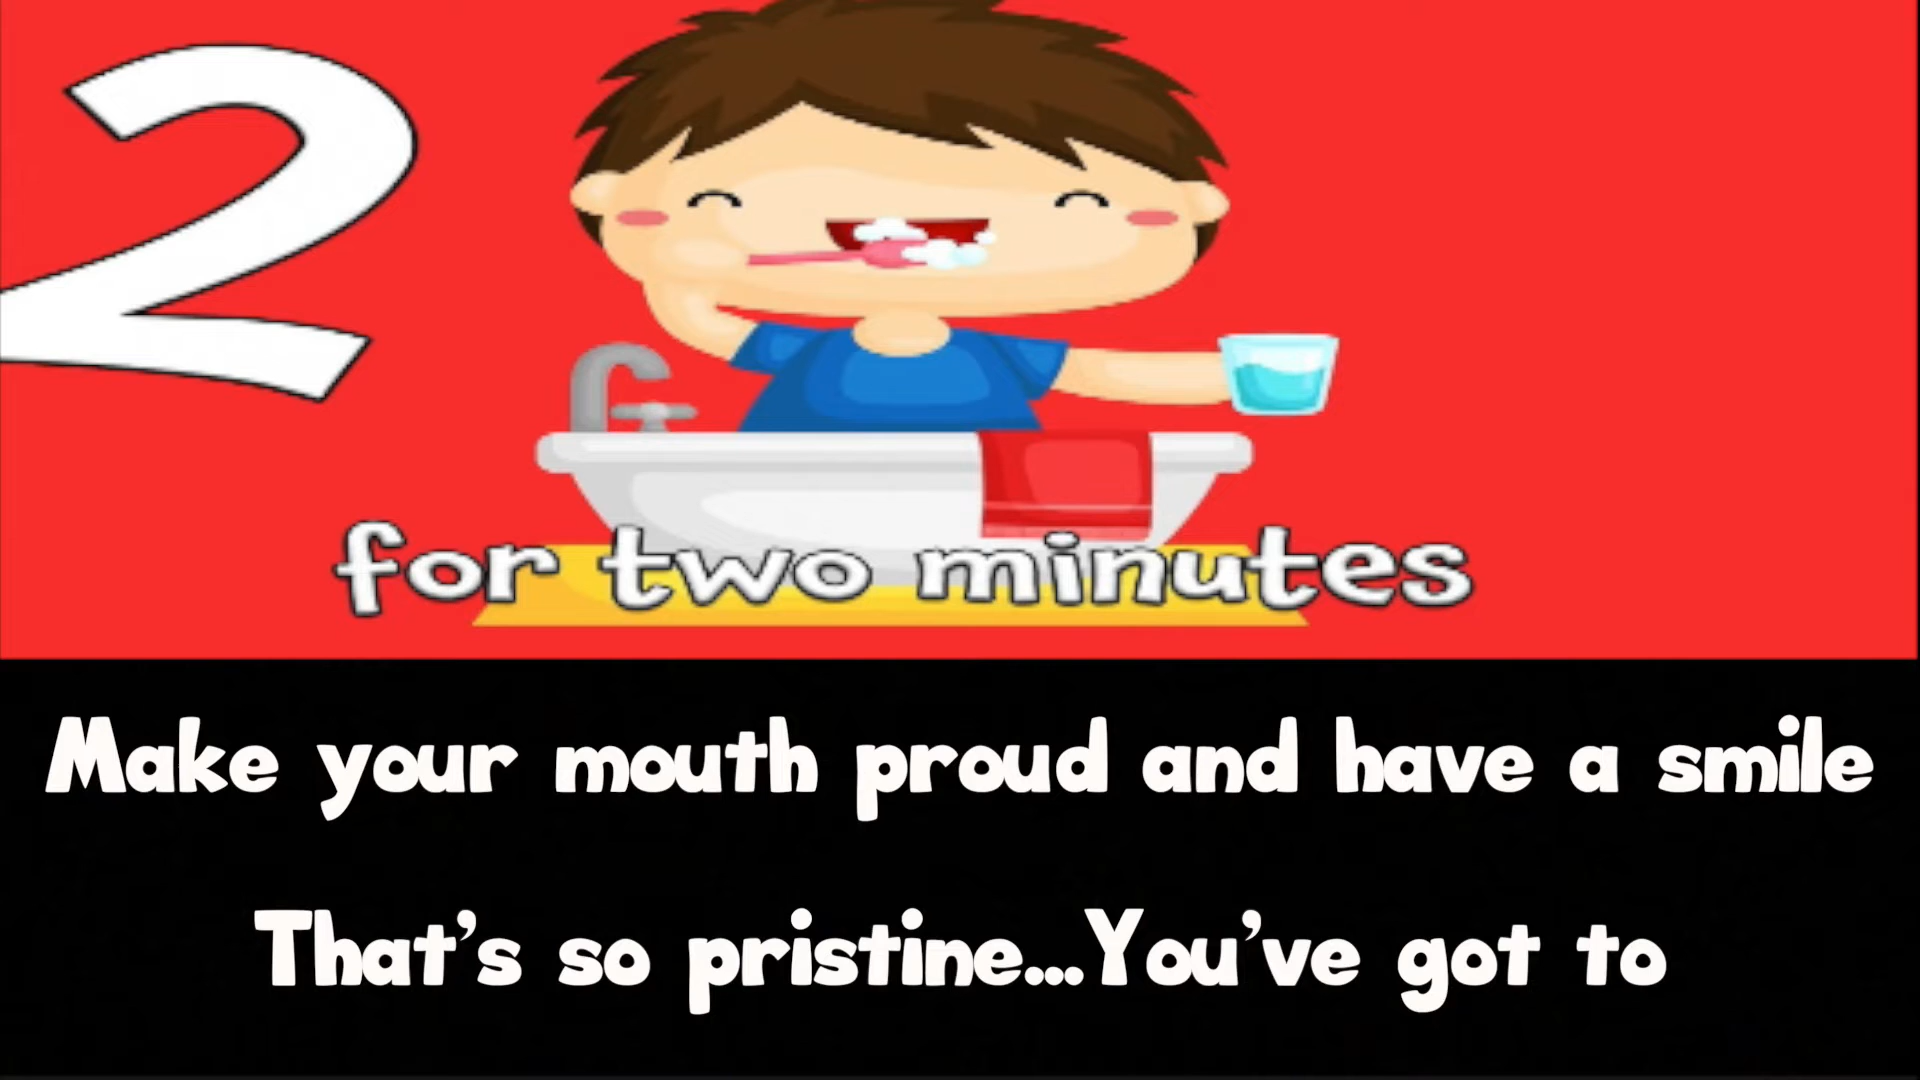 2
for two minutes
Make your mouth proud and have a smile
That's so pristine...You've got to